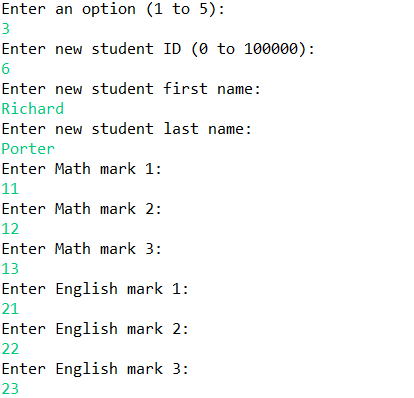 Enter an option (1 to 5):
3
Enter new student ID (0 to 100000):
6
Enter new student first name:
Richard
Enter new student last name:
Porter
Enter Math mark 1:
11
Enter Math mark 2:
12
Enter Math mark 3:
13
Enter English mark 1:
21
Enter English mark 2:
22
Enter English mark 3:
23